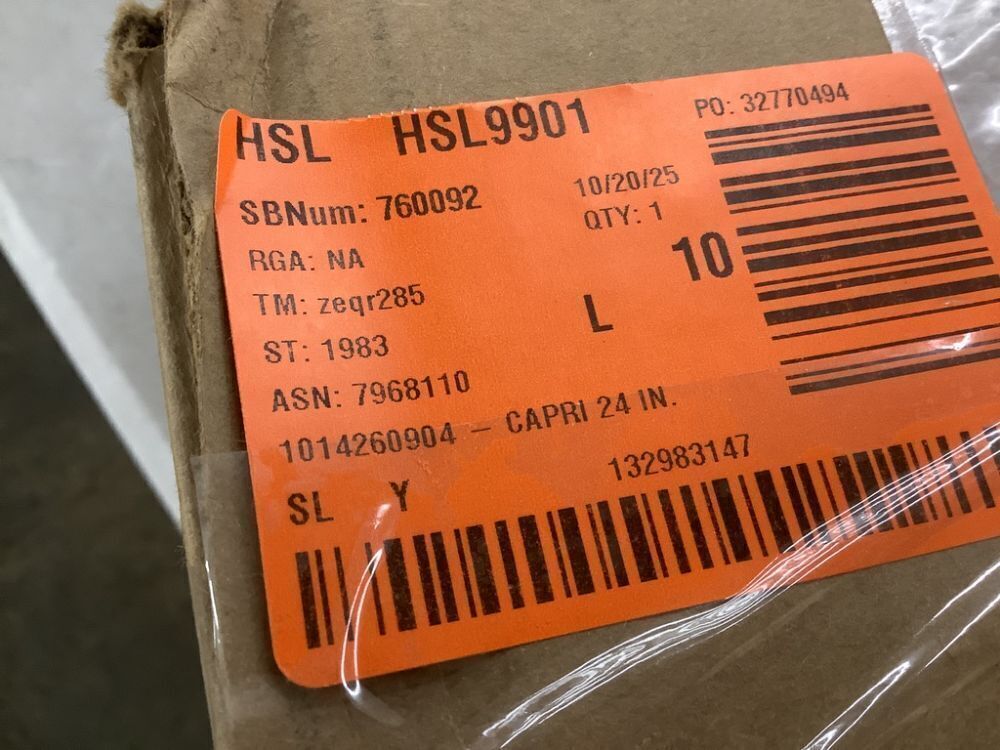 HSL HSL9901 PO: 32770494
SBNum: 760092 10/20/25
RGA: NA QTY: 1
TM: zeqr285 L 10
ST: 1983
ASN: 7968110
1014260904 – CAPRI 24 IN.
SL Y 132983147